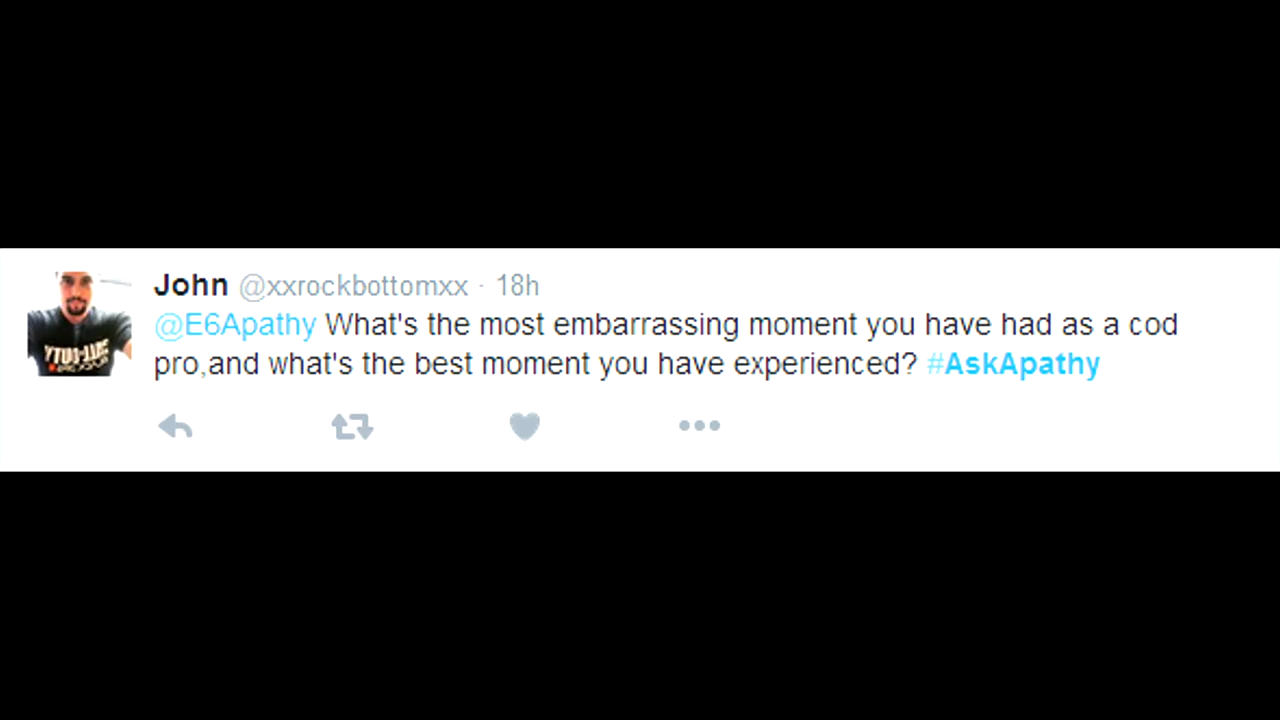 John @xxrockbottomxx · 18h
@E6Apathy What's the most embarrassing moment you have had as a cod
pro,and what's the best moment you have experienced? #AskApathy